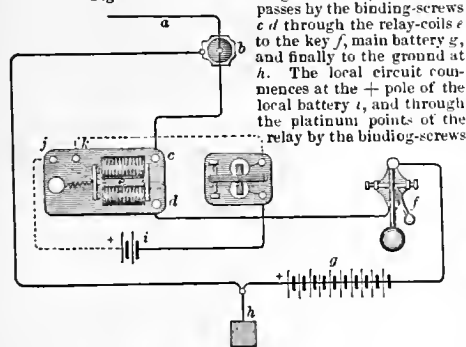 passes by the binding-screws
c d through the relay-coils e
to the key f, main battery g,
and finally to the ground at
h. The local circuit com-
mences at the + pole of the
local battery i, and through
the platinum points of the
relay by the binding-screws
a
b
j k c
e
d
f
+ i
g
+
h